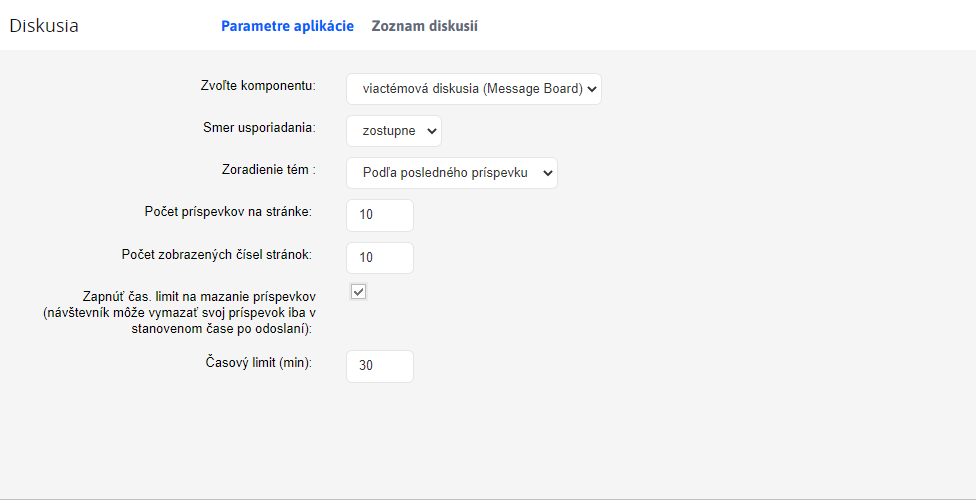 Diskusia
Parametre aplikácie
Zoznam diskusií
Zvoľte komponentu:
viactémová diskusia (Message Board)
Smer usporiadania:
zostupne
Zoradienie tém :
Podľa posledného príspevku
Počet príspevkov na stránke:
10
Počet zobrazených čísel stránok:
10
Zapnúť čas. limit na mazanie príspevkov
(návštevník môže vymazať svoj príspevok iba v
stanovenom čase po odoslaní):
Časový limit (min):
30